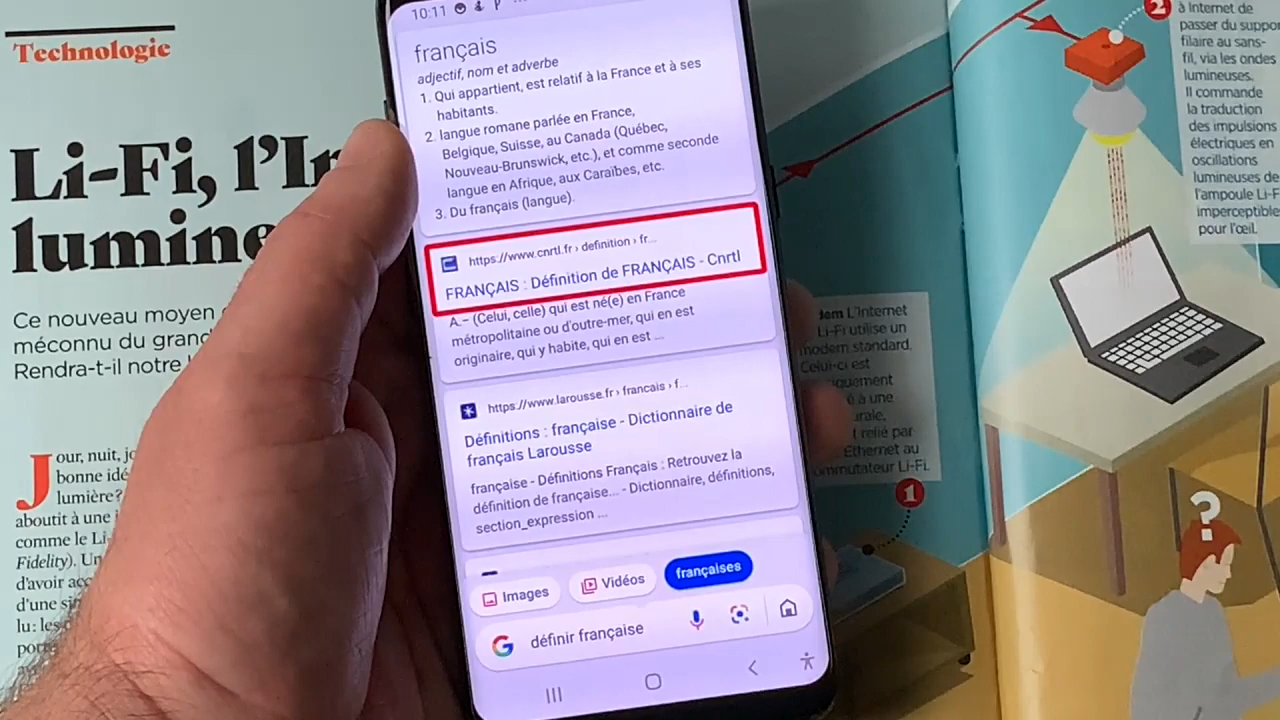 Technologie
Li-Fi, l'In
lumine
Ce nouveau moyen
méconnu du grand
Rendra-t-il notre
Jour, nuit,
bonne idé
lumière?
aboutit à une
comme le Li-
Fidelity). Un
d'avoir acc
d'une
lu: les
10:11
français
adjectif, nom et adverbe
1. Qui appartient, est relatif à la France et à ses
habitants.
2. langue romane parlée en France,
Belgique, Suisse, au Canada (Québec,
Nouveau-Brunswick, etc.), et comme seconde
langue en Afrique, aux Caraïbes, etc.
3. Du français (langue).
https://www.cnrtl.fr › definition › fr...
FRANÇAIS : Définition de FRANÇAIS - Cnrtl
A.− (Celui, celle) qui est né(e) en France
métropolitaine ou d'outre-mer, qui en est
originaire, qui y habite, qui en est ...
https://www.larousse.fr › francais › f...
Définitions : française - Dictionnaire de
français Larousse
française - Définitions Français : Retrouvez la
définition de française... - Dictionnaire, définitions,
section_expression ...
Images
Vidéos
françaises
G
définir française
2
à Internet de
passer du suppor
filaire au sans-
fil, via les ondes
lumineuses.
Il commande
la traduction
des impulsions
électriques en
oscillations
lumineuses de
l'ampoule Li-F
imperceptible
pour l'œil.
L'Internet
Li-Fi utilise un
modem standard.
Celui-ci est
à une
relié par
Ethernet au
commutateur Li-Fi.
1
?